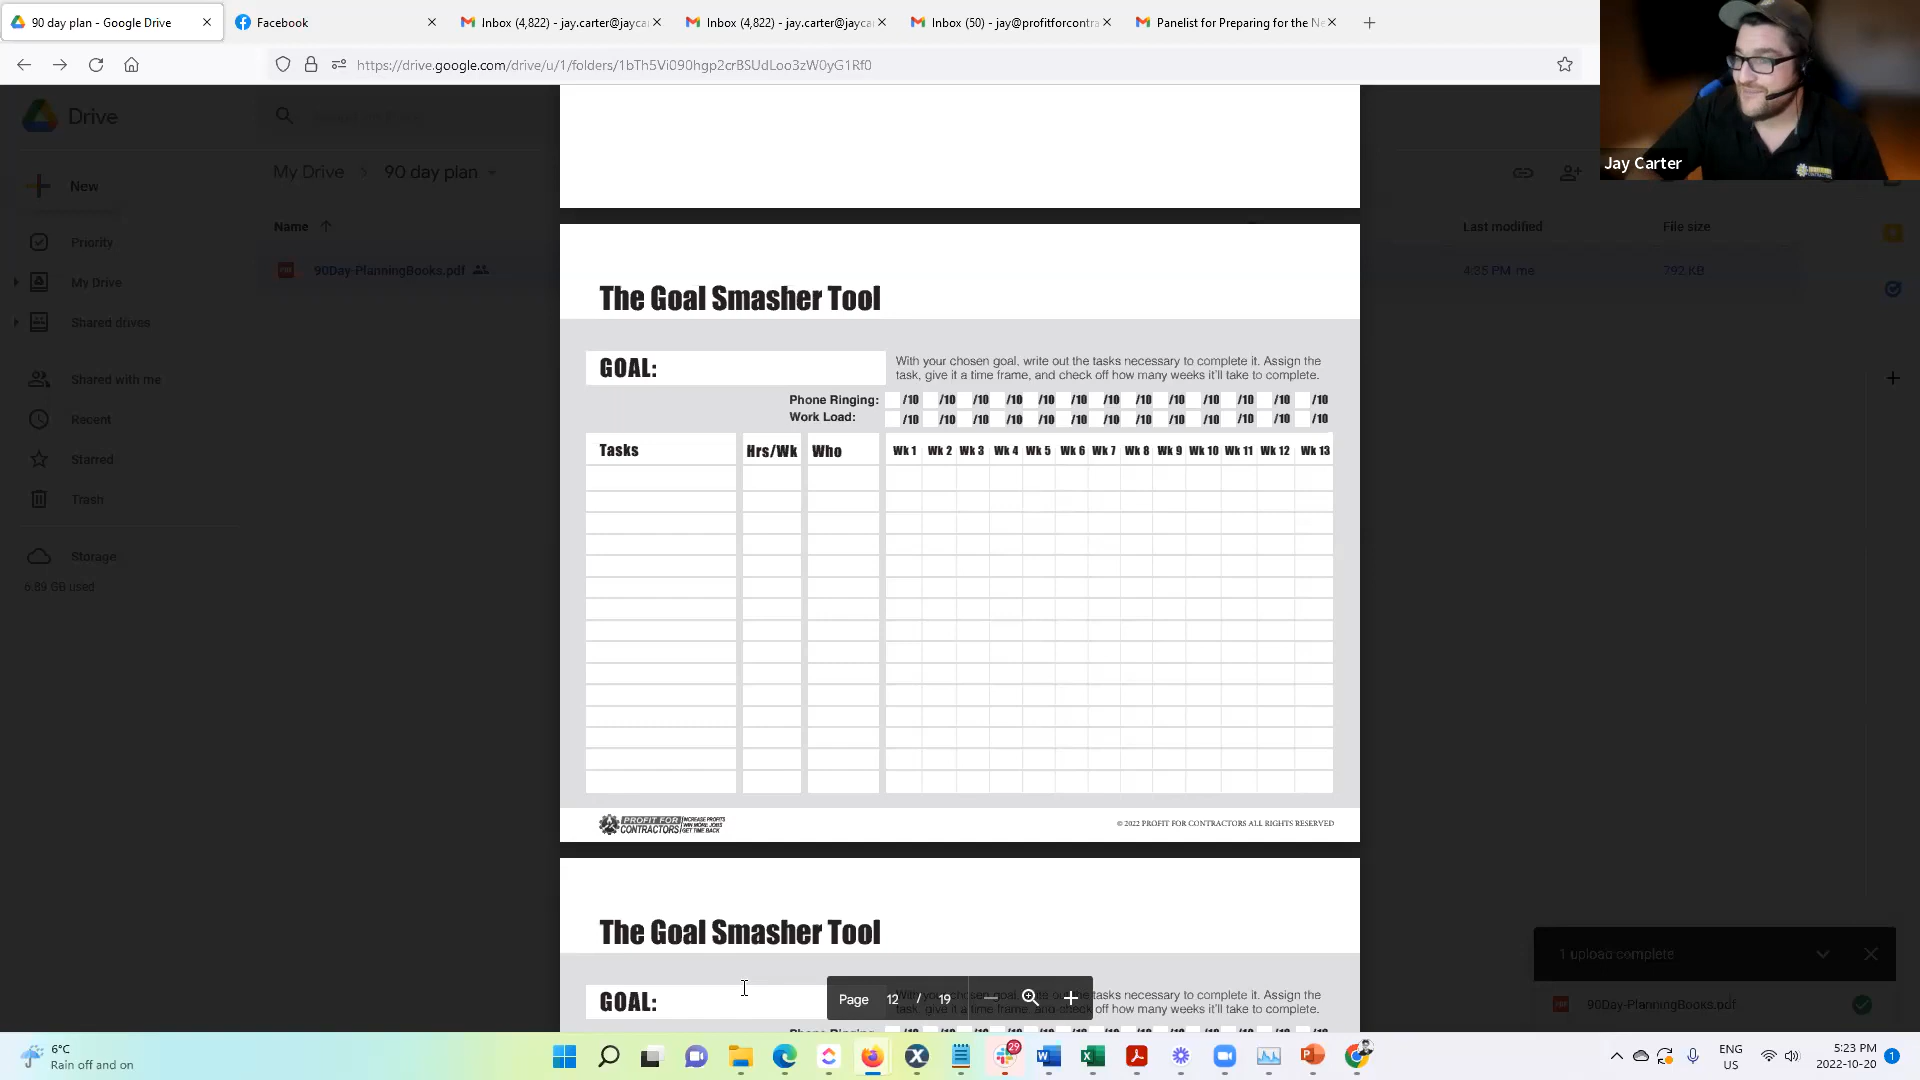 90 day plan - Google Drive
Facebook
Inbox (4,822) - jay.carter@jayca
Inbox (4,822) - jay.carter@jayca
Inbox (50) - jay@profitforcontra
Panelist for Preparing for the Ne
https://drive.google.com/drive/u/1/folders/1bTh5Vi090hgp2crBSUdLoo3zW0yG1Rf0
Drive
My Drive
90 day plan
Jay Carter
New
Name
Last modified
File size
Priority
90Day-PlanningBooks.pdf
4:35 PM me
792 KB
My Drive
Shared drives
Shared with me
Recent
Starred
Trash
Storage
6.89 GB used
The Goal Smasher Tool
GOAL:
With your chosen goal, write out the tasks necessary to complete it. Assign the
task, give it a time frame, and check off how many weeks it'll take to complete.
Phone Ringing: /10 /10 /10 /10 /10 /10 /10 /10 /10 /10 /10 /10 /10
Work Load: /10 /10 /10 /10 /10 /10 /10 /10 /10 /10 /10 /10 /10
Tasks Hrs/Wk Who Wk 1 Wk 2 Wk 3 Wk 4 Wk 5 Wk 6 Wk 7 Wk 8 Wk 9 Wk 10 Wk 11 Wk 12 Wk 13
PROFIT FOR
CONTRACTORS
INCREASE PROFITS
WIN MORE JOBS
GET TIME BACK
© 2022 PROFIT FOR CONTRACTORS ALL RIGHTS RESERVED
The Goal Smasher Tool
GOAL:
tasks necessary to complete it. Assign the
off how many weeks it'll take to complete.
Page 12 / 19
1 upload complete
90Day-PlanningBooks.pdf
6°C
Rain off and on
29
ENG
US
5:23 PM
2022-10-20
1